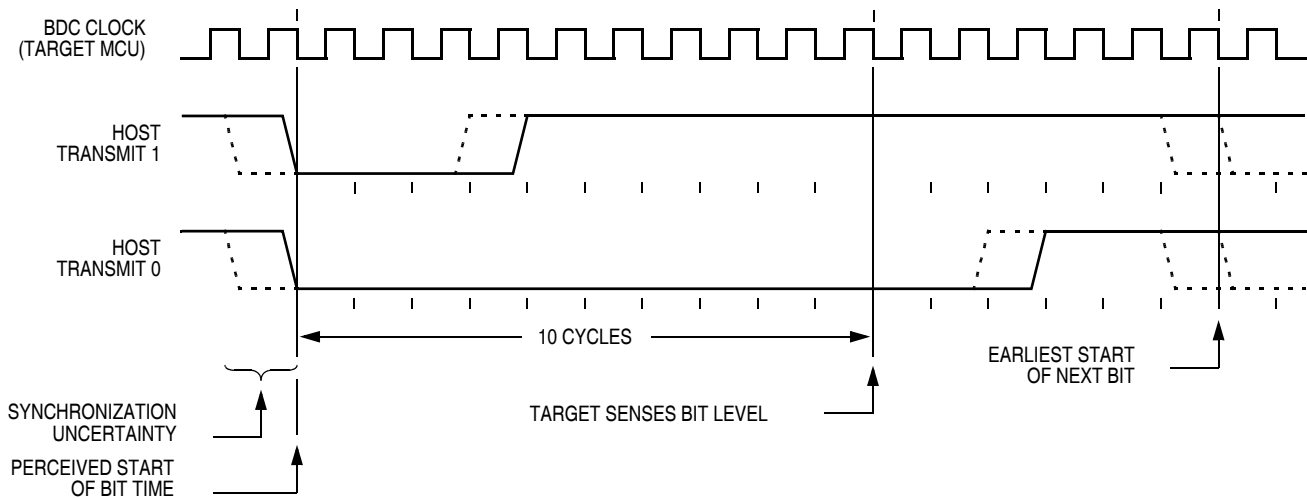 BDC CLOCK
(TARGET MCU)
HOST
TRANSMIT 1
HOST
TRANSMIT 0
10 CYCLES
EARLIEST START
OF NEXT BIT
SYNCHRONIZATION
UNCERTAINTY
TARGET SENSES BIT LEVEL
PERCEIVED START
OF BIT TIME